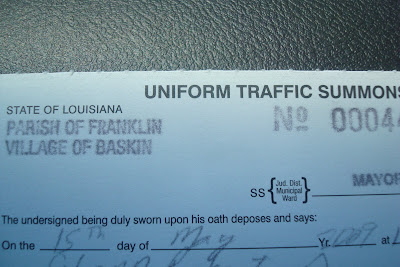 UNIFORM TRAFFIC SUMMONS
STATE OF LOUISIANA
PARISH OF FRANKLIN Nº 00044
VILLAGE OF BASKIN
MAYOR
SS { Jud. Dist. Municipal Ward }
The undersigned being duly sworn upon his oath deposes and says:
On the 15th day of May Yr. 2009 at